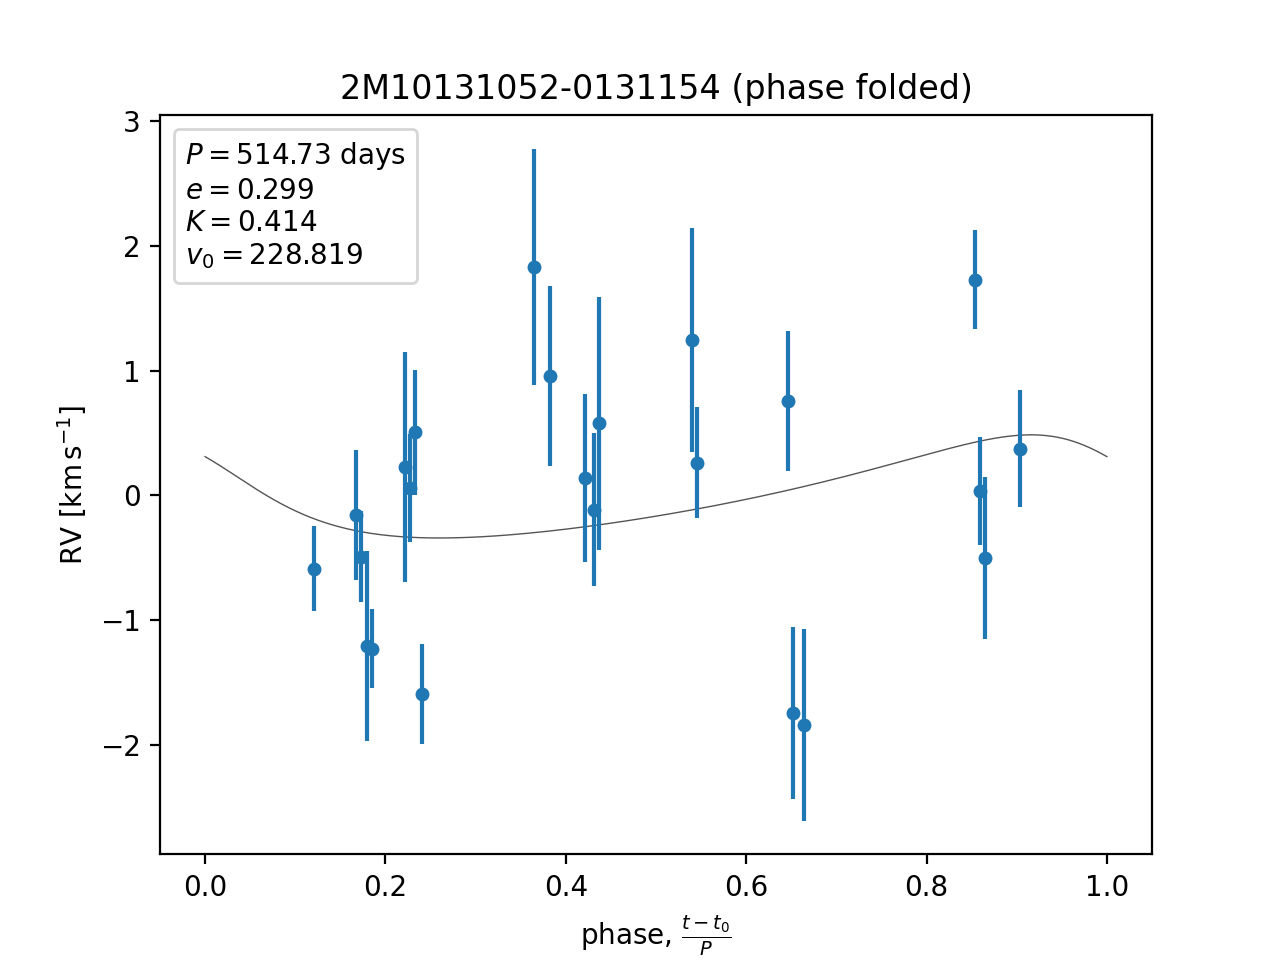 2M10131052-0131154 (phase folded)
P = 514.73 days
e = 0.299
K = 0.414
v₀ = 228.819
3
2
1
0
−1
−2
RV [km s⁻¹]
0.0 0.2 0.4 0.6 0.8 1.0
phase, (t − t₀)/P